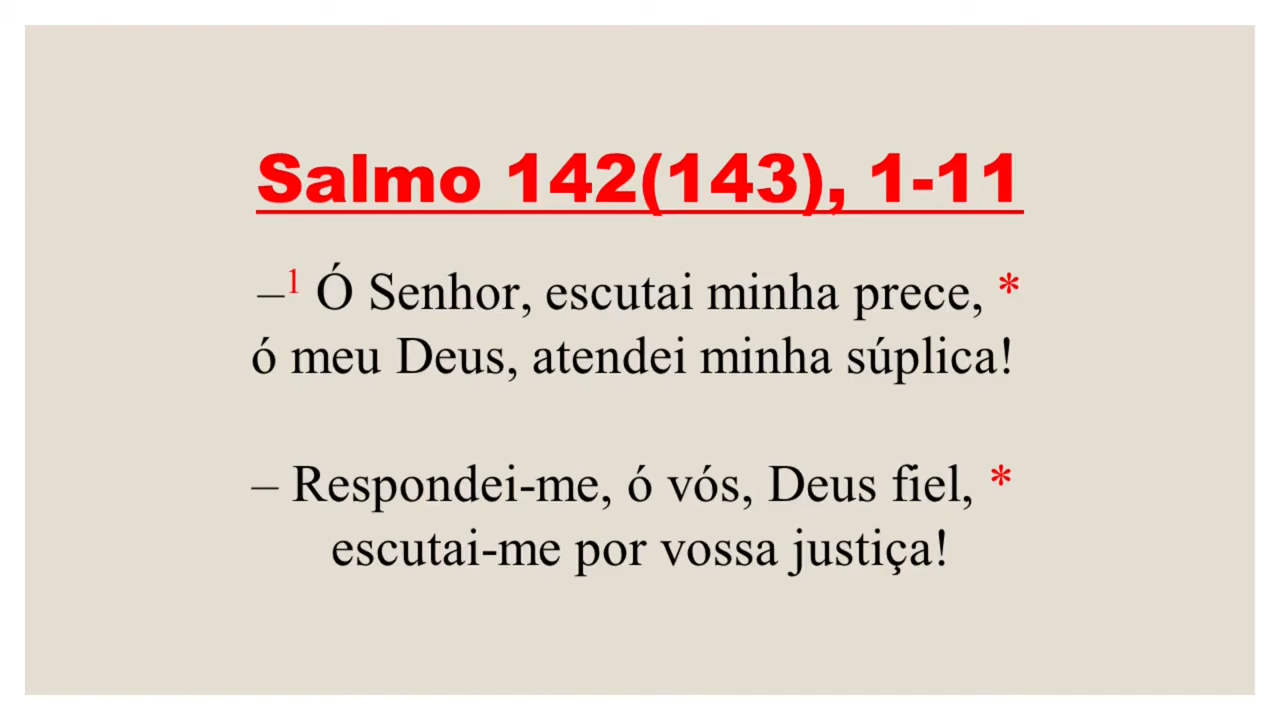 Salmo 142(143), 1-11
–¹ Ó Senhor, escutai minha prece, *
ó meu Deus, atendei minha súplica!
– Respondei-me, ó vós, Deus fiel, *
escutai-me por vossa justiça!